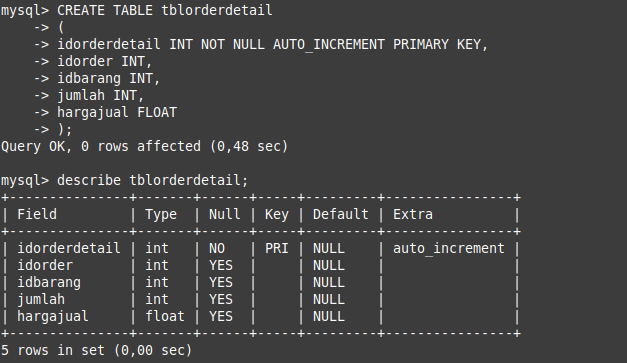 mysql> CREATE TABLE tblorderdetail
    -> (
    -> idorderdetail INT NOT NULL AUTO_INCREMENT PRIMARY KEY,
    -> idorder INT,
    -> idbarang INT,
    -> jumlah INT,
    -> hargajual FLOAT
    -> );
Query OK, 0 rows affected (0,48 sec)

mysql> describe tblorderdetail;
+---------------+-------+------+-----+---------+----------------+
| Field         | Type  | Null | Key | Default | Extra          |
+---------------+-------+------+-----+---------+----------------+
| idorderdetail | int   | NO   | PRI | NULL    | auto_increment |
| idorder       | int   | YES  |     | NULL    |                |
| idbarang      | int   | YES  |     | NULL    |                |
| jumlah        | int   | YES  |     | NULL    |                |
| hargajual     | float | YES  |     | NULL    |                |
+---------------+-------+------+-----+---------+----------------+
5 rows in set (0,00 sec)